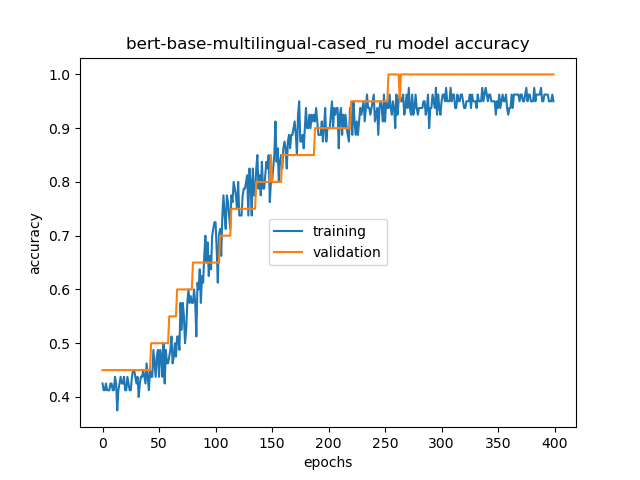 bert-base-multilingual-cased_ru model accuracy
1.0
0.9
0.8
0.7
0.6
0.5
0.4
accuracy
training
validation
0 50 100 150 200 250 300 350 400
epochs